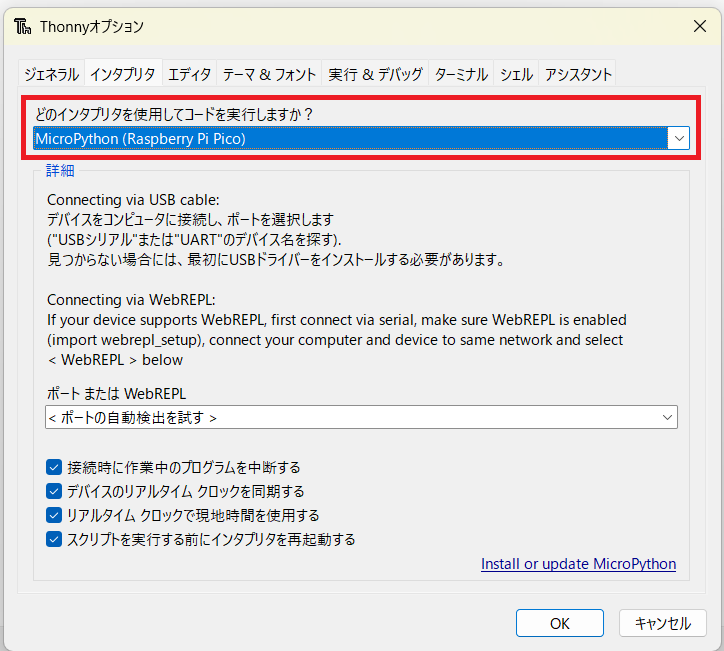 Thonnyオプション
ジェネラル インタプリタ エディタ テーマ & フォント 実行 & デバッグ ターミナル シェル アシスタント
どのインタプリタを使用してコードを実行しますか？
MicroPython (Raspberry Pi Pico)
詳細
Connecting via USB cable:
デバイスをコンピュータに接続し、ポートを選択します
("USBシリアル"または"UART"のデバイス名を探す).
見つからない場合には、最初にUSBドライバーをインストールする必要があります。
Connecting via WebREPL:
If your device supports WebREPL, first connect via serial, make sure WebREPL is enabled
(import webrepl_setup), connect your computer and device to same network and select
< WebREPL > below
ポート または WebREPL
< ポートの自動検出を試す >
接続時に作業中のプログラムを中断する
デバイスのリアルタイム クロックを同期する
リアルタイム クロックで現地時間を使用する
スクリプトを実行する前にインタプリタを再起動する
Install or update MicroPython
OK キャンセル